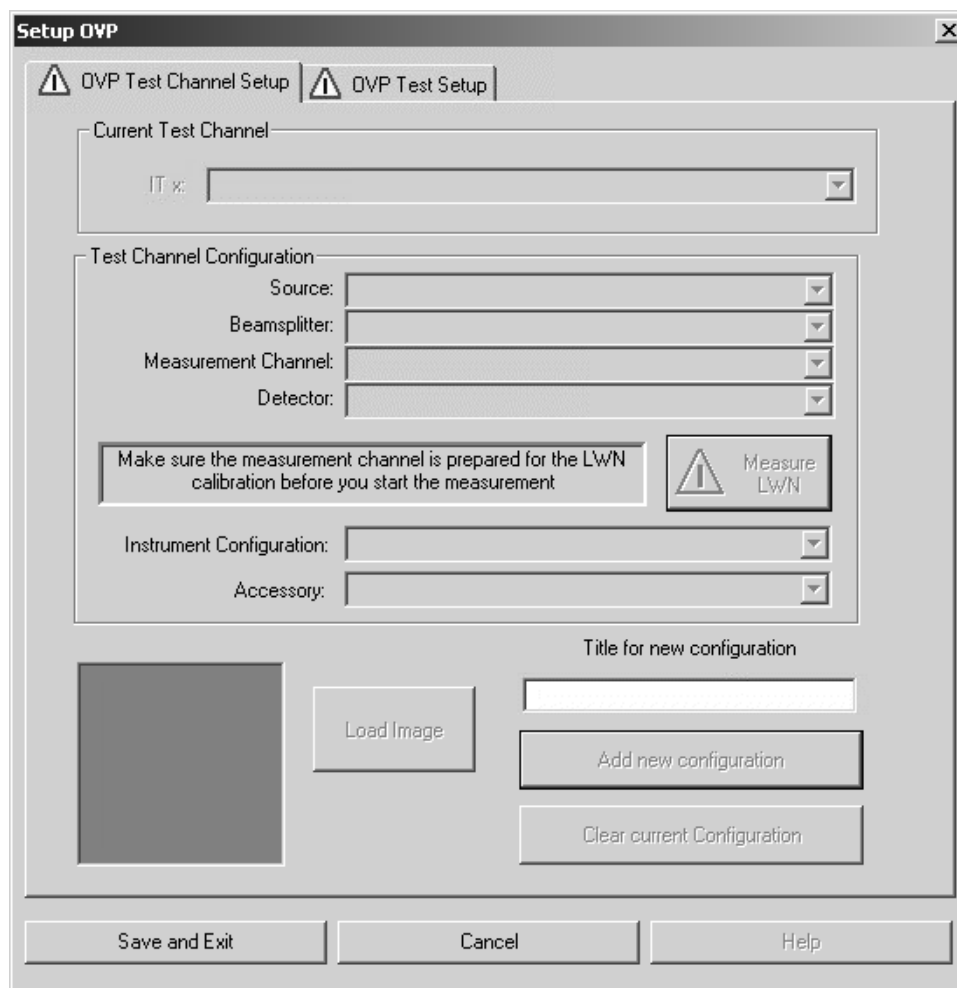 Setup OVP
OVP Test Channel Setup
OVP Test Setup
Current Test Channel
IT x:
Test Channel Configuration
Source:
Beamsplitter:
Measurement Channel:
Detector:
Make sure the measurement channel is prepared for the LWN
calibration before you start the measurement
Measure
LWN
Instrument Configuration:
Accessory:
Title for new configuration
Load Image
Add new configuration
Clear current Configuration
Save and Exit
Cancel
Help